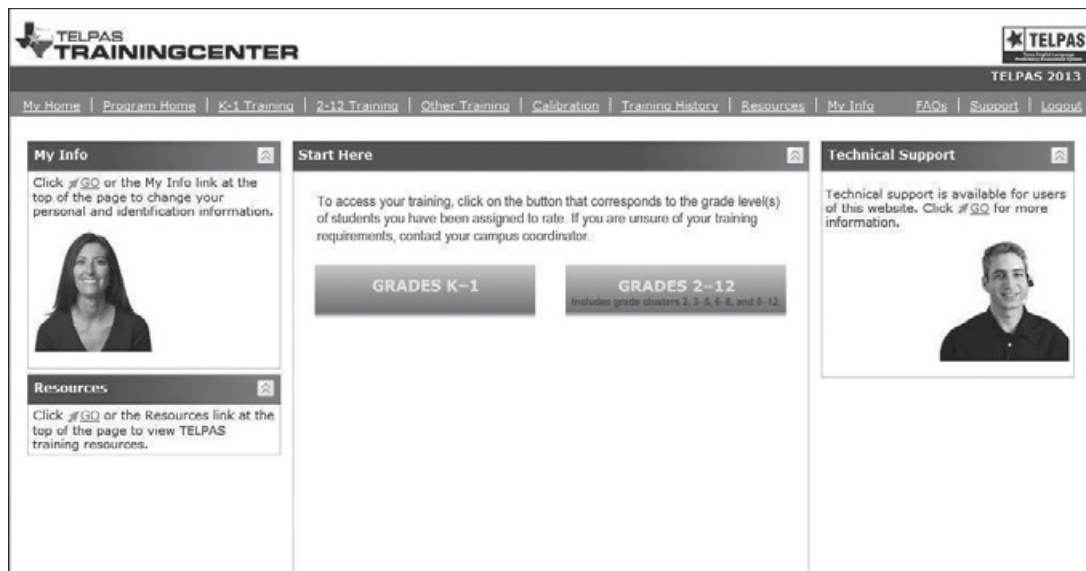 TELPAS
TRAININGCENTER
TELPAS
TELPAS 2013
My Home | Program Home | K-1 Training | 2-12 Training | Other Training | Calibration | Training History | Resources | My Info FAQs | Support | Logout
My Info
Click GO or the My Info link at the
top of the page to change your
personal and identification information.
Resources
Click GO or the Resources link at the
top of the page to view TELPAS
training resources.
Start Here
To access your training, click on the button that corresponds to the grade level(s)
of students you have been assigned to rate. If you are unsure of your training
requirements, contact your campus coordinator.
GRADES K–1
GRADES 2–12
Includes grade clusters 2, 3–5, 6–8, and 9–12.
Technical Support
Technical support is available for users
of this website. Click GO for more
information.